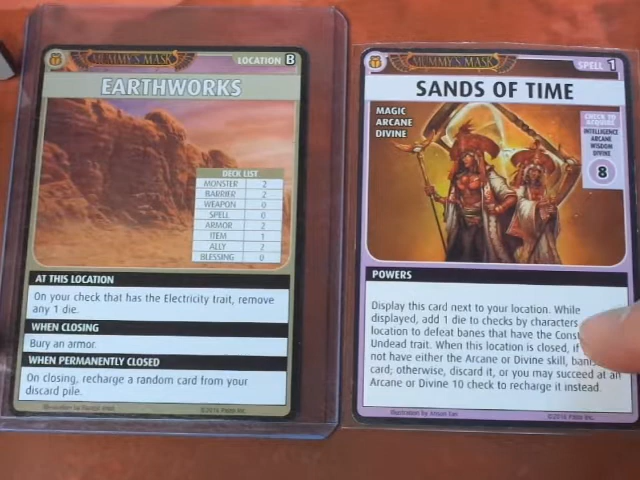 MUMMY'S MASK
LOCATION B
EARTHWORKS
DECK LIST
MONSTER 2
BARRIER 2
WEAPON 0
SPELL 0
ARMOR 2
ITEM 1
ALLY 2
BLESSING 0
AT THIS LOCATION
On your check that has the Electricity trait, remove
any 1 die.
WHEN CLOSING
Bury an armor.
WHEN PERMANENTLY CLOSED
On closing, recharge a random card from your
discard pile.
©2016 Paizo Inc.
MUMMY'S MASK
SPELL 1
SANDS OF TIME
MAGIC
ARCANE
DIVINE
CHECK TO
ACQUIRE
INTELLIGENCE
ARCANE
WISDOM
DIVINE
8
POWERS
Display this card next to your location. While
displayed, add 1 die to checks by characters
location to defeat banes that have the
Undead trait. When this location is closed, if
not have either the Arcane or Divine skill,
card; otherwise, discard it, or you may succeed at
Arcane or Divine 10 check to recharge it instead.
Illustration by
©2016 Paizo Inc.